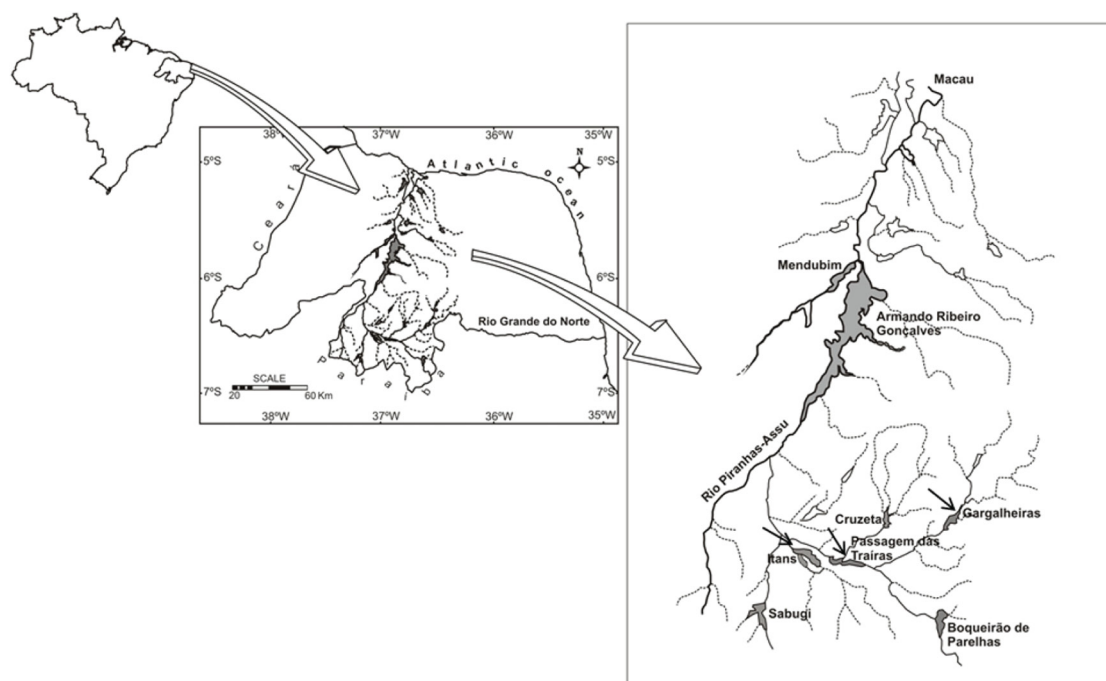 38°W
37°W
36°W
35°W
5°S
5°S
N
Atlantic ocean
Ceará
6°S
6°S
Rio Grande do Norte
Paraíba
SCALE
20
60 Km
7°S
7°S
38°W
37°W
36°W
35°W
Macau
Mendubim
Armando Ribeiro
Gonçalves
Rio Piranhas-Assu
Cruzeta
Gargalheiras
Passagem das
Trairas
Itans
Sabugi
Boqueirão de
Parelhas